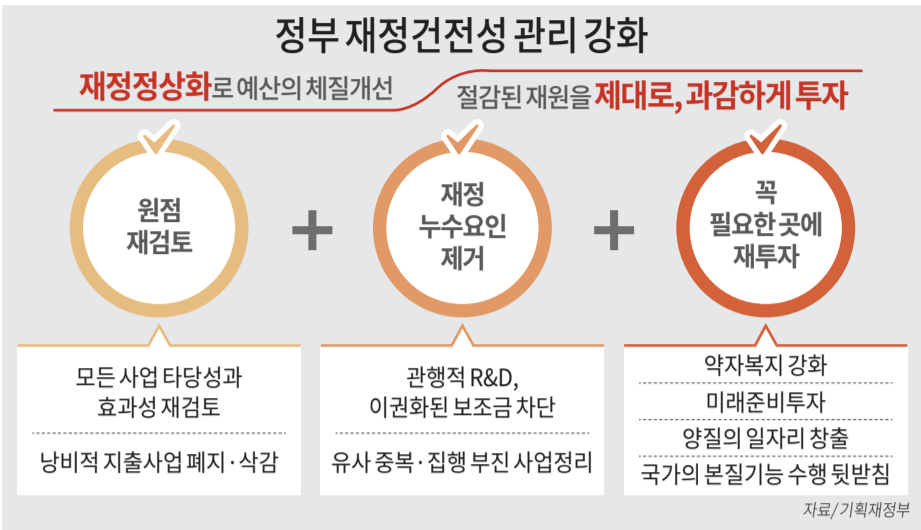 정부 재정건전성 관리 강화
재정정상화로 예산의 체질개선
절감된 재원을 제대로, 과감하게 투자
원점
재검토
+
재정
누수요인
제거
+
꼭
필요한 곳에
재투자
모든 사업 타당성과
효과성 재검토
낭비적 지출사업 폐지·삭감
관행적 R&D,
이권화된 보조금 차단
유사 중복·집행 부진 사업정리
약자복지 강화
미래준비투자
양질의 일자리 창출
국가의 본질기능 수행 뒷받침
자료/기획재정부